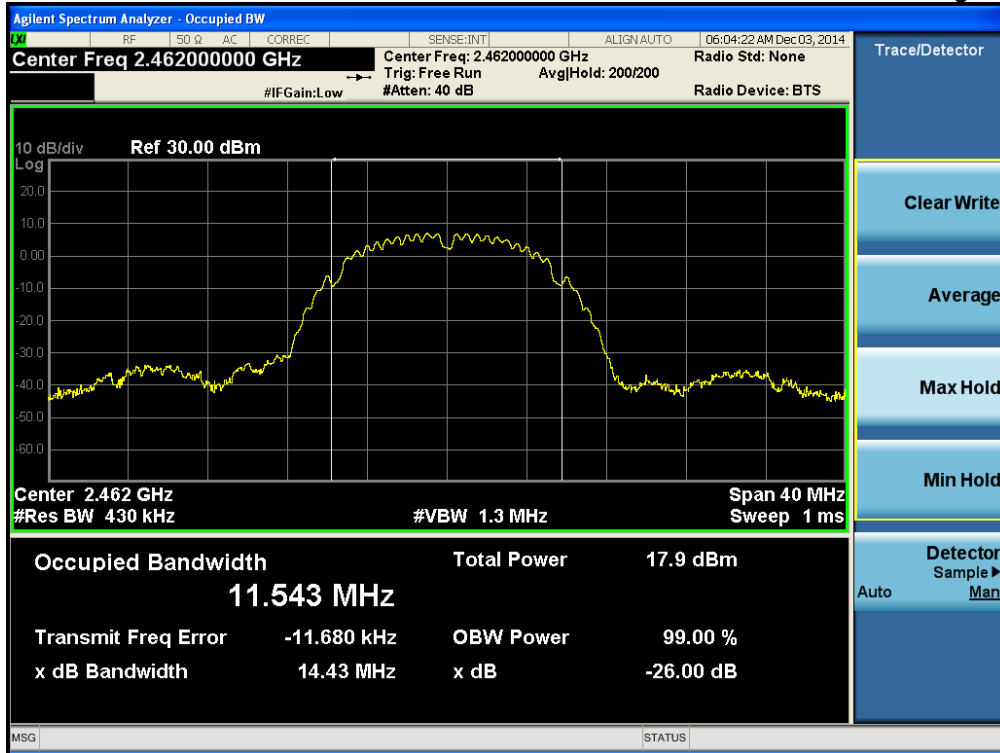 Agilent Spectrum Analyzer - Occupied BW
LXI RF 50 Ω AC CORREC SENSE:INT ALIGN AUTO 06:04:22 AM Dec 03, 2014
Center Freq 2.462000000 GHz
Center Freq: 2.462000000 GHz Radio Std: None
Trig: Free Run Avg|Hold: 200/200
#IFGain:Low #Atten: 40 dB Radio Device: BTS
10 dB/div Ref 30.00 dBm
Log
20.0
10.0
0.00
-10.0
-20.0
-30.0
-40.0
-50.0
-60.0
Center 2.462 GHz Span 40 MHz
#Res BW 430 kHz #VBW 1.3 MHz Sweep 1 ms
Occupied Bandwidth Total Power 17.9 dBm
11.543 MHz
Transmit Freq Error -11.680 kHz OBW Power 99.00 %
x dB Bandwidth 14.43 MHz x dB -26.00 dB
MSG STATUS
Trace/Detector
Clear Write
Average
Max Hold
Min Hold
Detector
Sample▶
Auto Man